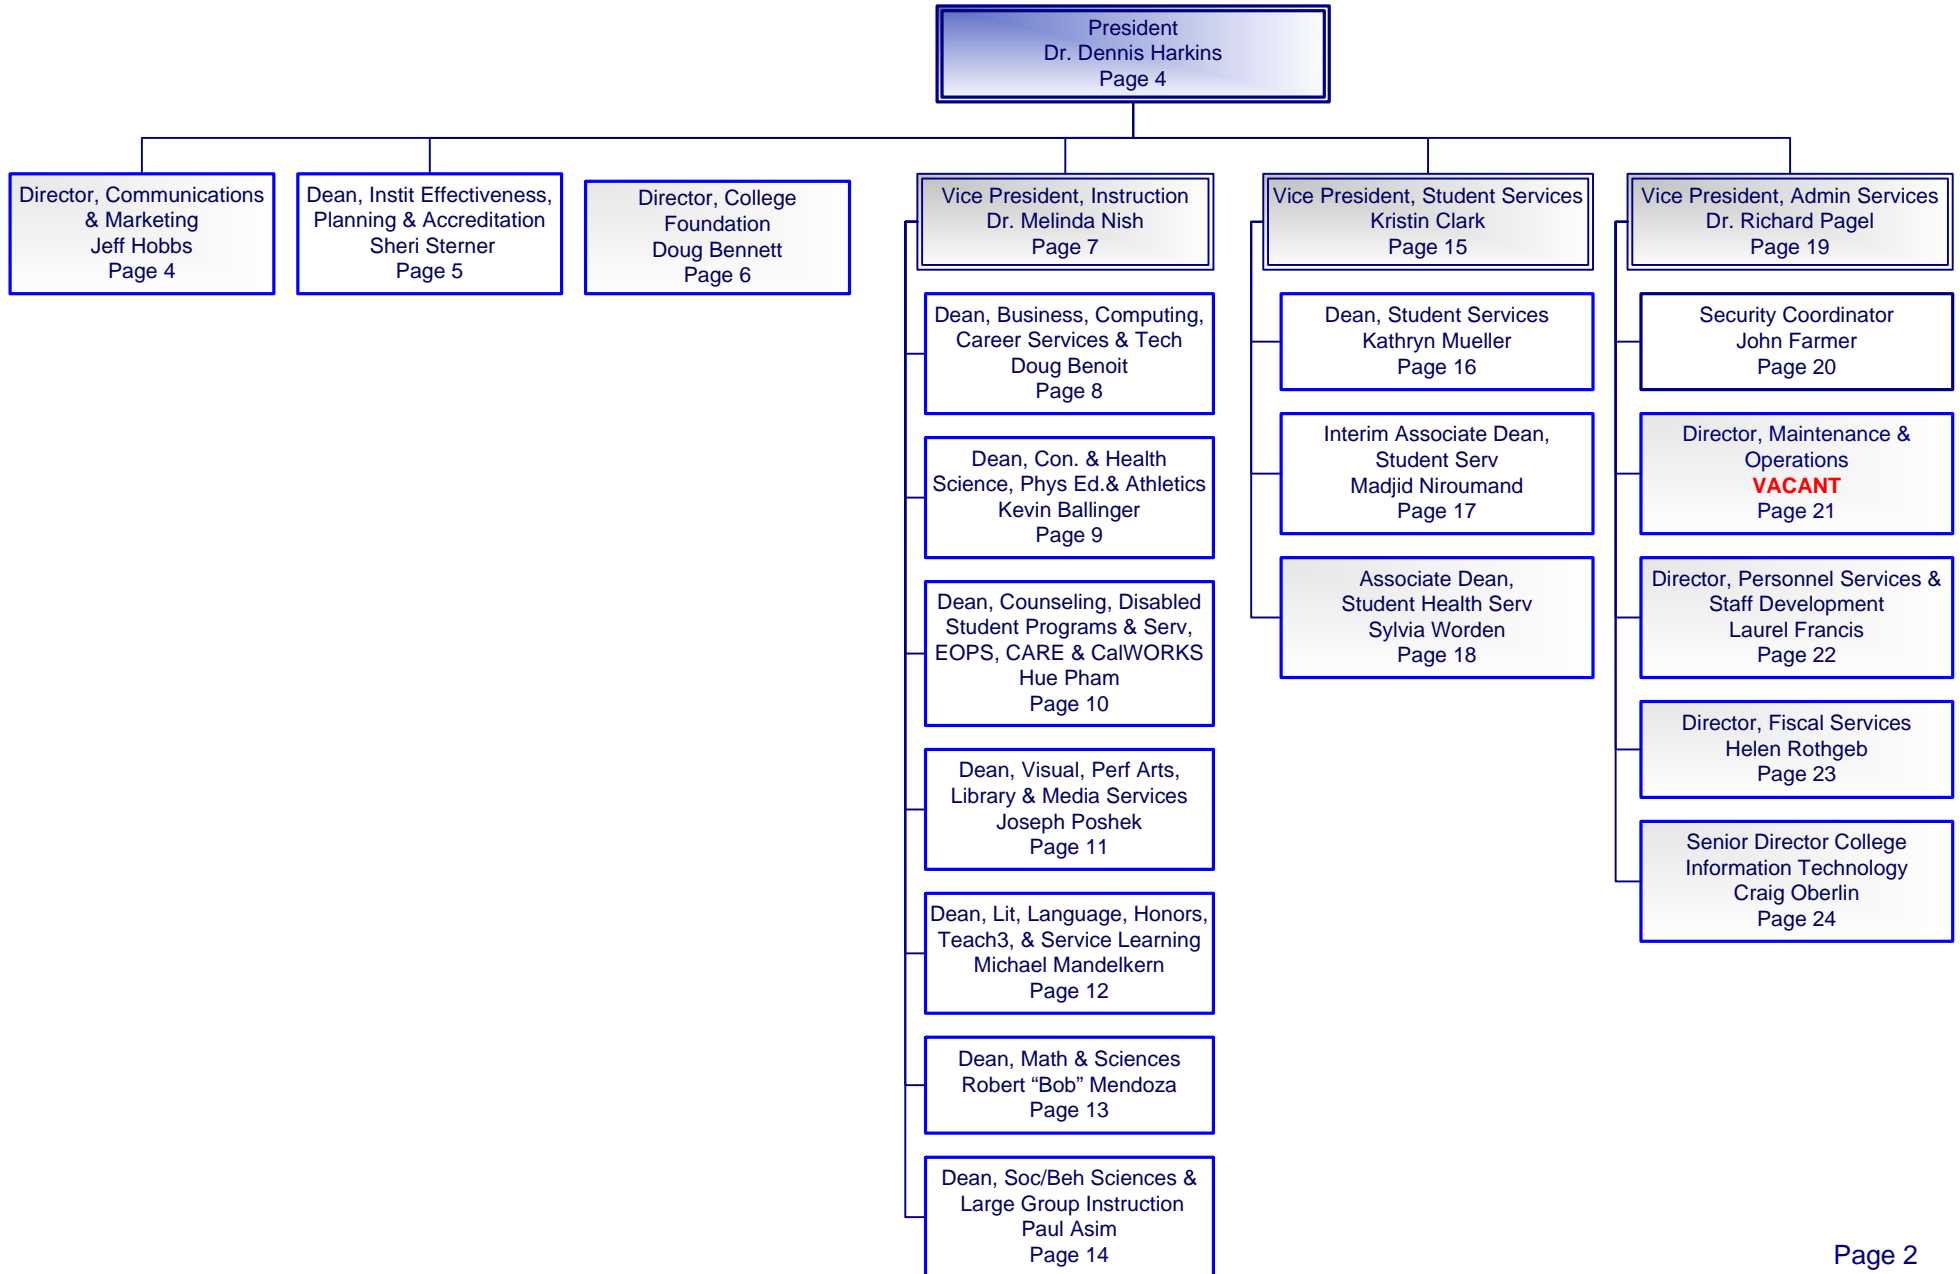 President
Dr. Dennis Harkins
Page 4
Director, Communications
& Marketing
Jeff Hobbs
Page 4
Dean, Instit Effectiveness,
Planning & Accreditation
Sheri Sterner
Page 5
Director, College
Foundation
Doug Bennett
Page 6
Vice President, Instruction
Dr. Melinda Nish
Page 7
Dean, Business, Computing,
Career Services & Tech
Doug Benoit
Page 8
Dean, Con. & Health
Science, Phys Ed.& Athletics
Kevin Ballinger
Page 9
Dean, Counseling, Disabled
Student Programs & Serv,
EOPS, CARE & CalWORKS
Hue Pham
Page 10
Dean, Visual, Perf Arts,
Library & Media Services
Joseph Poshek
Page 11
Dean, Lit, Language, Honors,
Teach3, & Service Learning
Michael Mandelkern
Page 12
Dean, Math & Sciences
Robert “Bob” Mendoza
Page 13
Dean, Soc/Beh Sciences &
Large Group Instruction
Paul Asim
Page 14
Vice President, Student Services
Kristin Clark
Page 15
Dean, Student Services
Kathryn Mueller
Page 16
Interim Associate Dean,
Student Serv
Madjid Niroumand
Page 17
Associate Dean,
Student Health Serv
Sylvia Worden
Page 18
Vice President, Admin Services
Dr. Richard Pagel
Page 19
Security Coordinator
John Farmer
Page 20
Director, Maintenance &
Operations
VACANT
Page 21
Director, Personnel Services &
Staff Development
Laurel Francis
Page 22
Director, Fiscal Services
Helen Rothgeb
Page 23
Senior Director College
Information Technology
Craig Oberlin
Page 24
Page 2